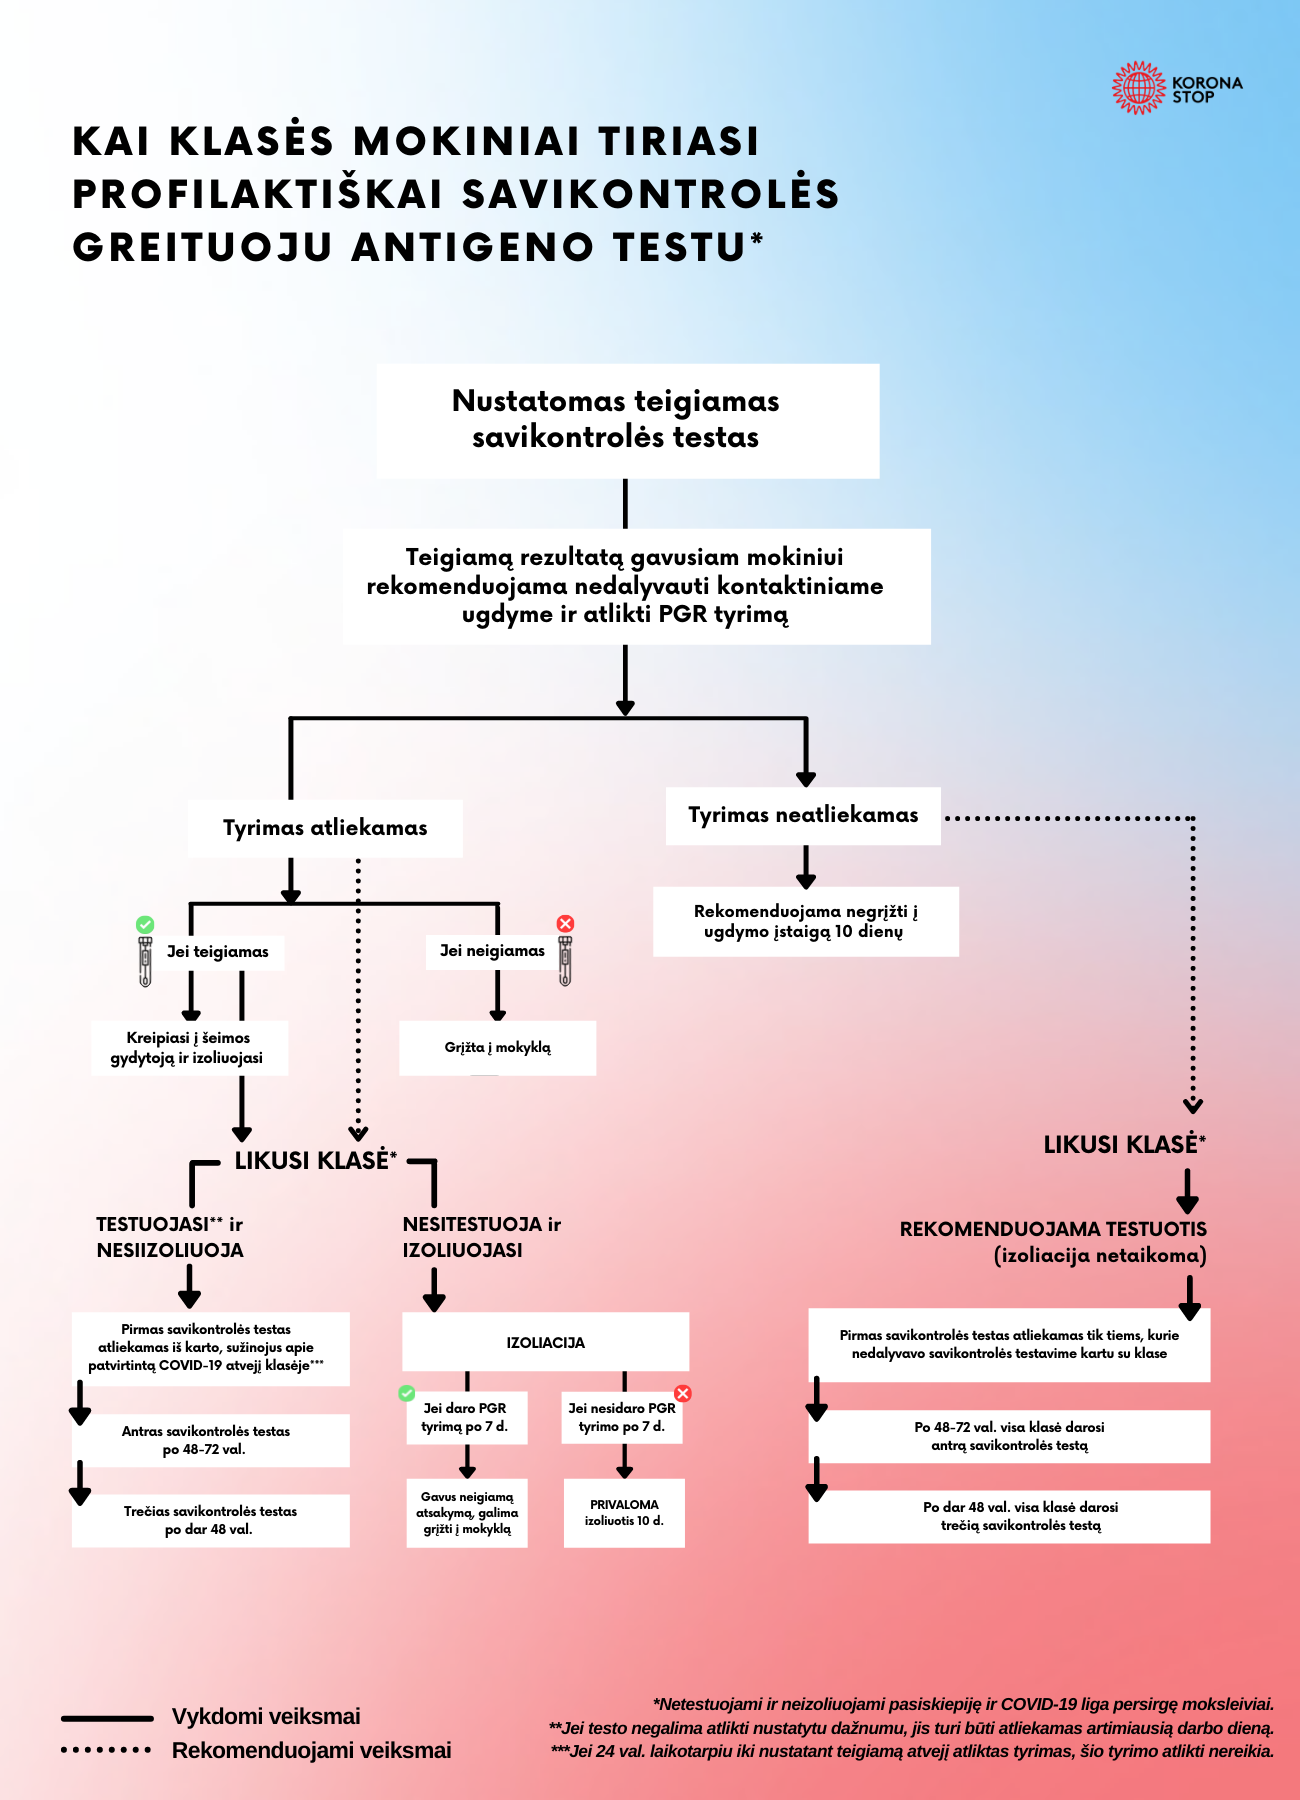 KORONA
STOP
KAI KLASĖS MOKINIAI TIRIASI
PROFILAKTIŠKAI SAVIKONTROLĖS
GREITUOJU ANTIGENO TESTU*
Nustatomas teigiamas
savikontrolės testas
Teigiamą rezultatą gavusiam mokiniui
rekomenduojama nedalyvauti kontaktiniame
ugdyme ir atlikti PGR tyrimą
Tyrimas atliekamas
Tyrimas neatliekamas
Rekomenduojama negrįžti į
ugdymo įstaigą 10 dienų
Jei teigiamas
Jei neigiamas
Kreipiasi į šeimos
gydytoją ir izoliuojasi
Grįžta į mokyklą
LIKUSI KLASĖ*
LIKUSI KLASĖ*
TESTUOJASI** ir
NESIIZOLIUOJA
NESITESTUOJA ir
IZOLIUOJASI
REKOMENDUOJAMA TESTUOTIS
(izoliacija netaikoma)
Pirmas savikontrolės testas
atliekamas iš karto, sužinojus apie
patvirtintą COVID-19 atvejį klasėje***
Antras savikontrolės testas
po 48-72 val.
Trečias savikontrolės testas
po dar 48 val.
IZOLIACIJA
Jei daro PGR
tyrimą po 7 d.
Jei nesidaro PGR
tyrimo po 7 d.
Gavus neigiamą
atsakymą, galima
grįžti į mokyklą
PRIVALOMA
izoliuotis 10 d.
Pirmas savikontrolės testas atliekamas tik tiems, kurie
nedalyvavo savikontrolės testavime kartu su klase
Po 48-72 val. visa klasė darosi
antrą savikontrolės testą
Po dar 48 val. visa klasė darosi
trečią savikontrolės testą
Vykdomi veiksmai
Rekomenduojami veiksmai
*Netestuojami ir neizoliuojami pasiskiepiję ir COVID-19 liga persirgę moksleiviai.
**Jei testo negalima atlikti nustatytu dažnumu, jis turi būti atliekamas artimiausią darbo dieną.
***Jei 24 val. laikotarpiu iki nustatant teigiamą atvejį atliktas tyrimas, šio tyrimo atlikti nereikia.